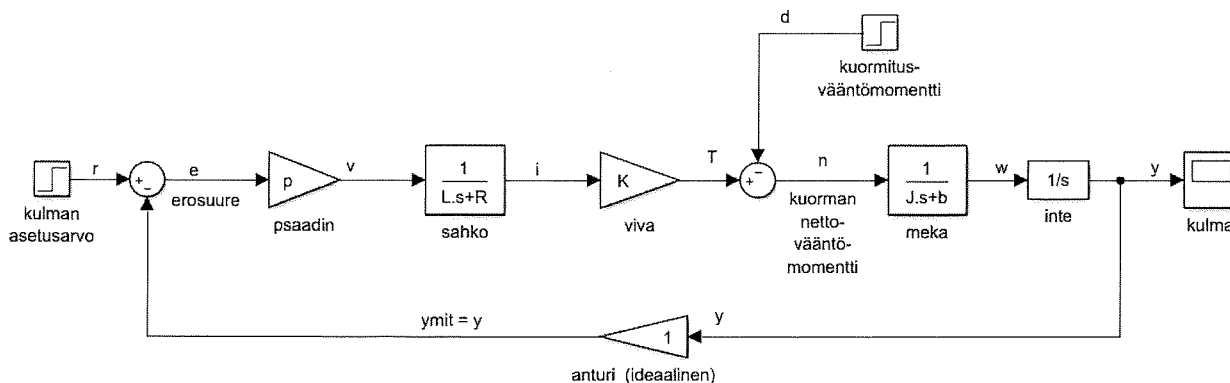 d
kuormitus-
vääntömomentti
r
+
−
e
p
v
1
L.s+R
i
K
T
+
−
n
1
J.s+b
w
1/s
y
kulman
asetusarvo
erosuure
psaadin
sahko
viva
kuorman
netto-
vääntö-
momentti
meka
inte
kulma
ymit = y
1
y
anturi (ideaalinen)